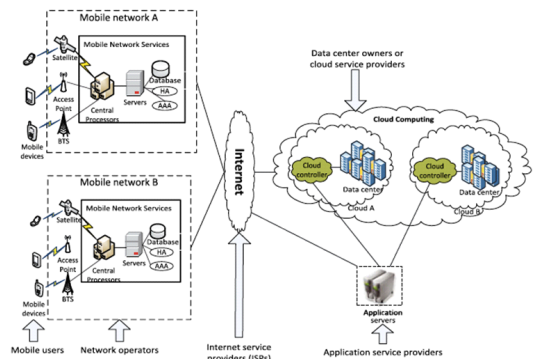 Mobile network A
Mobile Network Services
Satellite
Database
HA
AAA
Access
Point
Servers
Central
Processors
Mobile
devices
BTS
Mobile network B
Mobile Network Services
Satellite
Database
HA
AAA
Access
Point
Servers
Central
Processors
Mobile
devices
BTS
Mobile users
Network operators
Internet
Internet service
providers (ISPs)
Data center owners or
cloud service providers
Cloud Computing
Cloud
controller
Data center
Cloud A
Cloud
controller
Data center
Cloud B
Application
servers
Application service providers